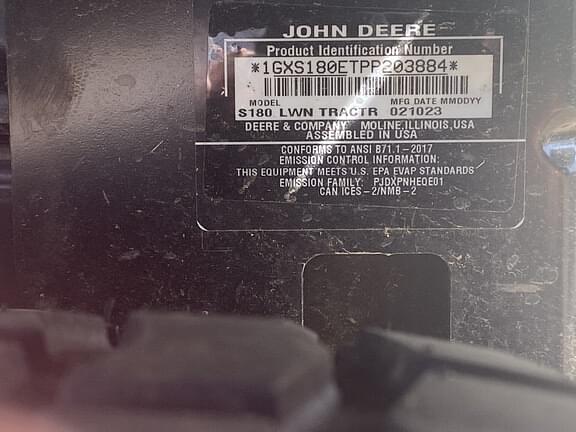 JOHN DEERE
Product Identification Number
*1GXS180ETPP203884*
MODEL MFG DATE MMDDYY
S180 LWN TRACTR 021023
DEERE & COMPANY MOLINE,ILLINOIS,USA
ASSEMBLED IN USA
CONFORMS TO ANSI B71.1-2017
EMISSION CONTROL INFORMATION:
THIS EQUIPMENT MEETS U.S. EPA EVAP STANDARDS
EMISSION FAMILY: PJDXPNHEQE01
CAN ICES-2/NMB-2